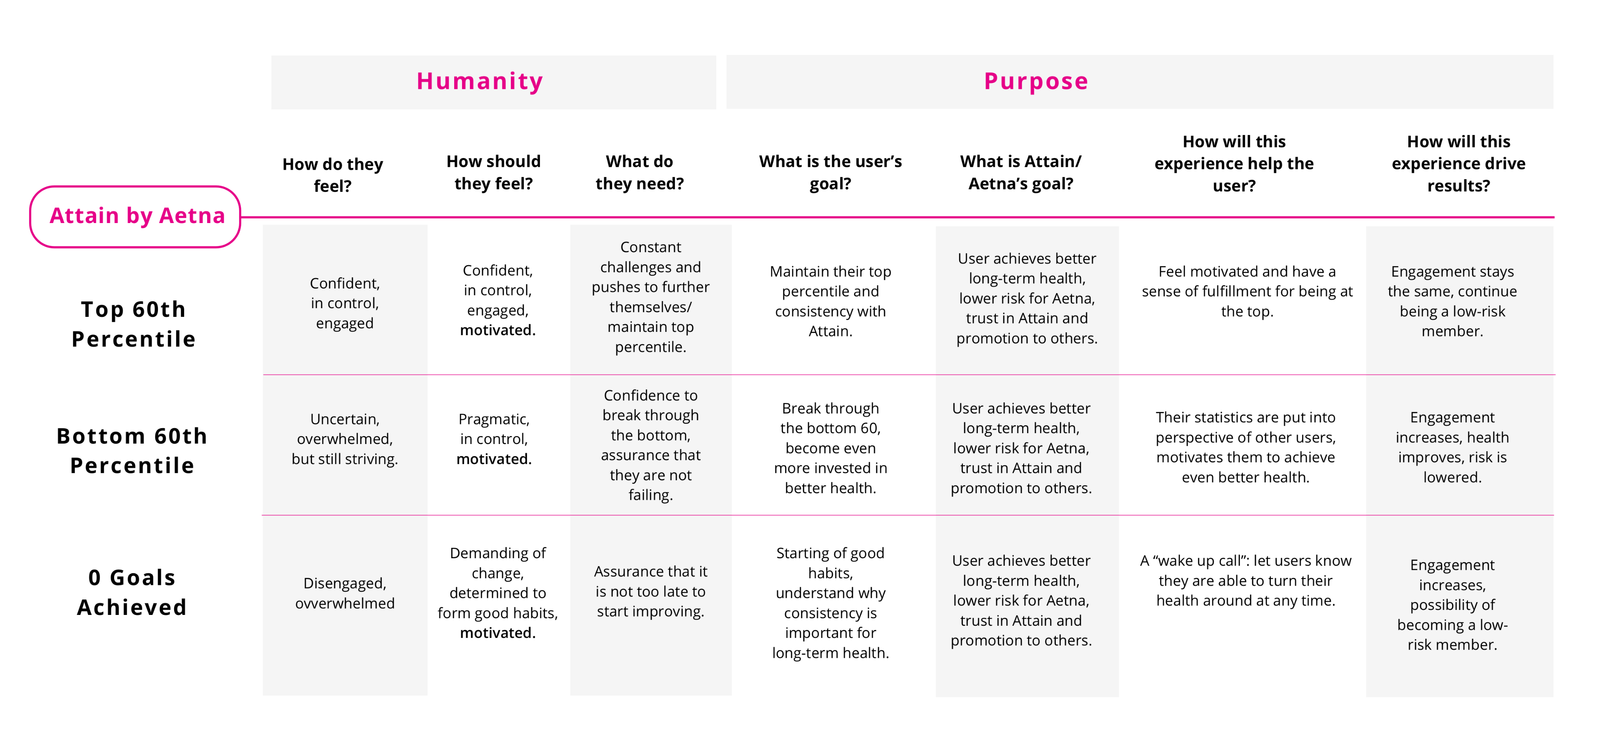 Humanity
Purpose
How do they
feel?
How should
they feel?
What do
they need?
What is the user’s
goal?
What is Attain/
Aetna’s goal?
How will this
experience help the
user?
How will this
experience drive
results?
Attain by Aetna
Top 60th
Percentile
Confident,
in control,
engaged
Confident,
in control,
engaged,
motivated.
Constant
challenges and
pushes to further
themselves/
maintain top
percentile.
Maintain their top
percentile and
consistency with
Attain.
User achieves better
long-term health,
lower risk for Aetna,
trust in Attain and
promotion to others.
Feel motivated and have a
sense of fulfillment for being at
the top.
Engagement stays
the same, continue
being a low-risk
member.
Bottom 60th
Percentile
Uncertain,
overwhelmed,
but still striving.
Pragmatic,
in control,
motivated.
Confidence to
break through
the bottom,
assurance that
they are not
failing.
Break through
the bottom 60,
become even
more invested in
better health.
User achieves better
long-term health,
lower risk for Aetna,
trust in Attain and
promotion to others.
Their statistics are put into
perspective of other users,
motivates them to achieve
even better health.
Engagement
increases, health
improves, risk is
lowered.
0 Goals
Achieved
Disengaged,
ovverwhelmed
Demanding of
change,
determined to
form good habits,
motivated.
Assurance that it
is not too late to
start improving.
Starting of good
habits,
understand why
consistency is
important for
long-term health.
User achieves better
long-term health,
lower risk for Aetna,
trust in Attain and
promotion to others.
A “wake up call”: let users know
they are able to turn their
health around at any time.
Engagement
increases,
possibility of
becoming a low-
risk member.